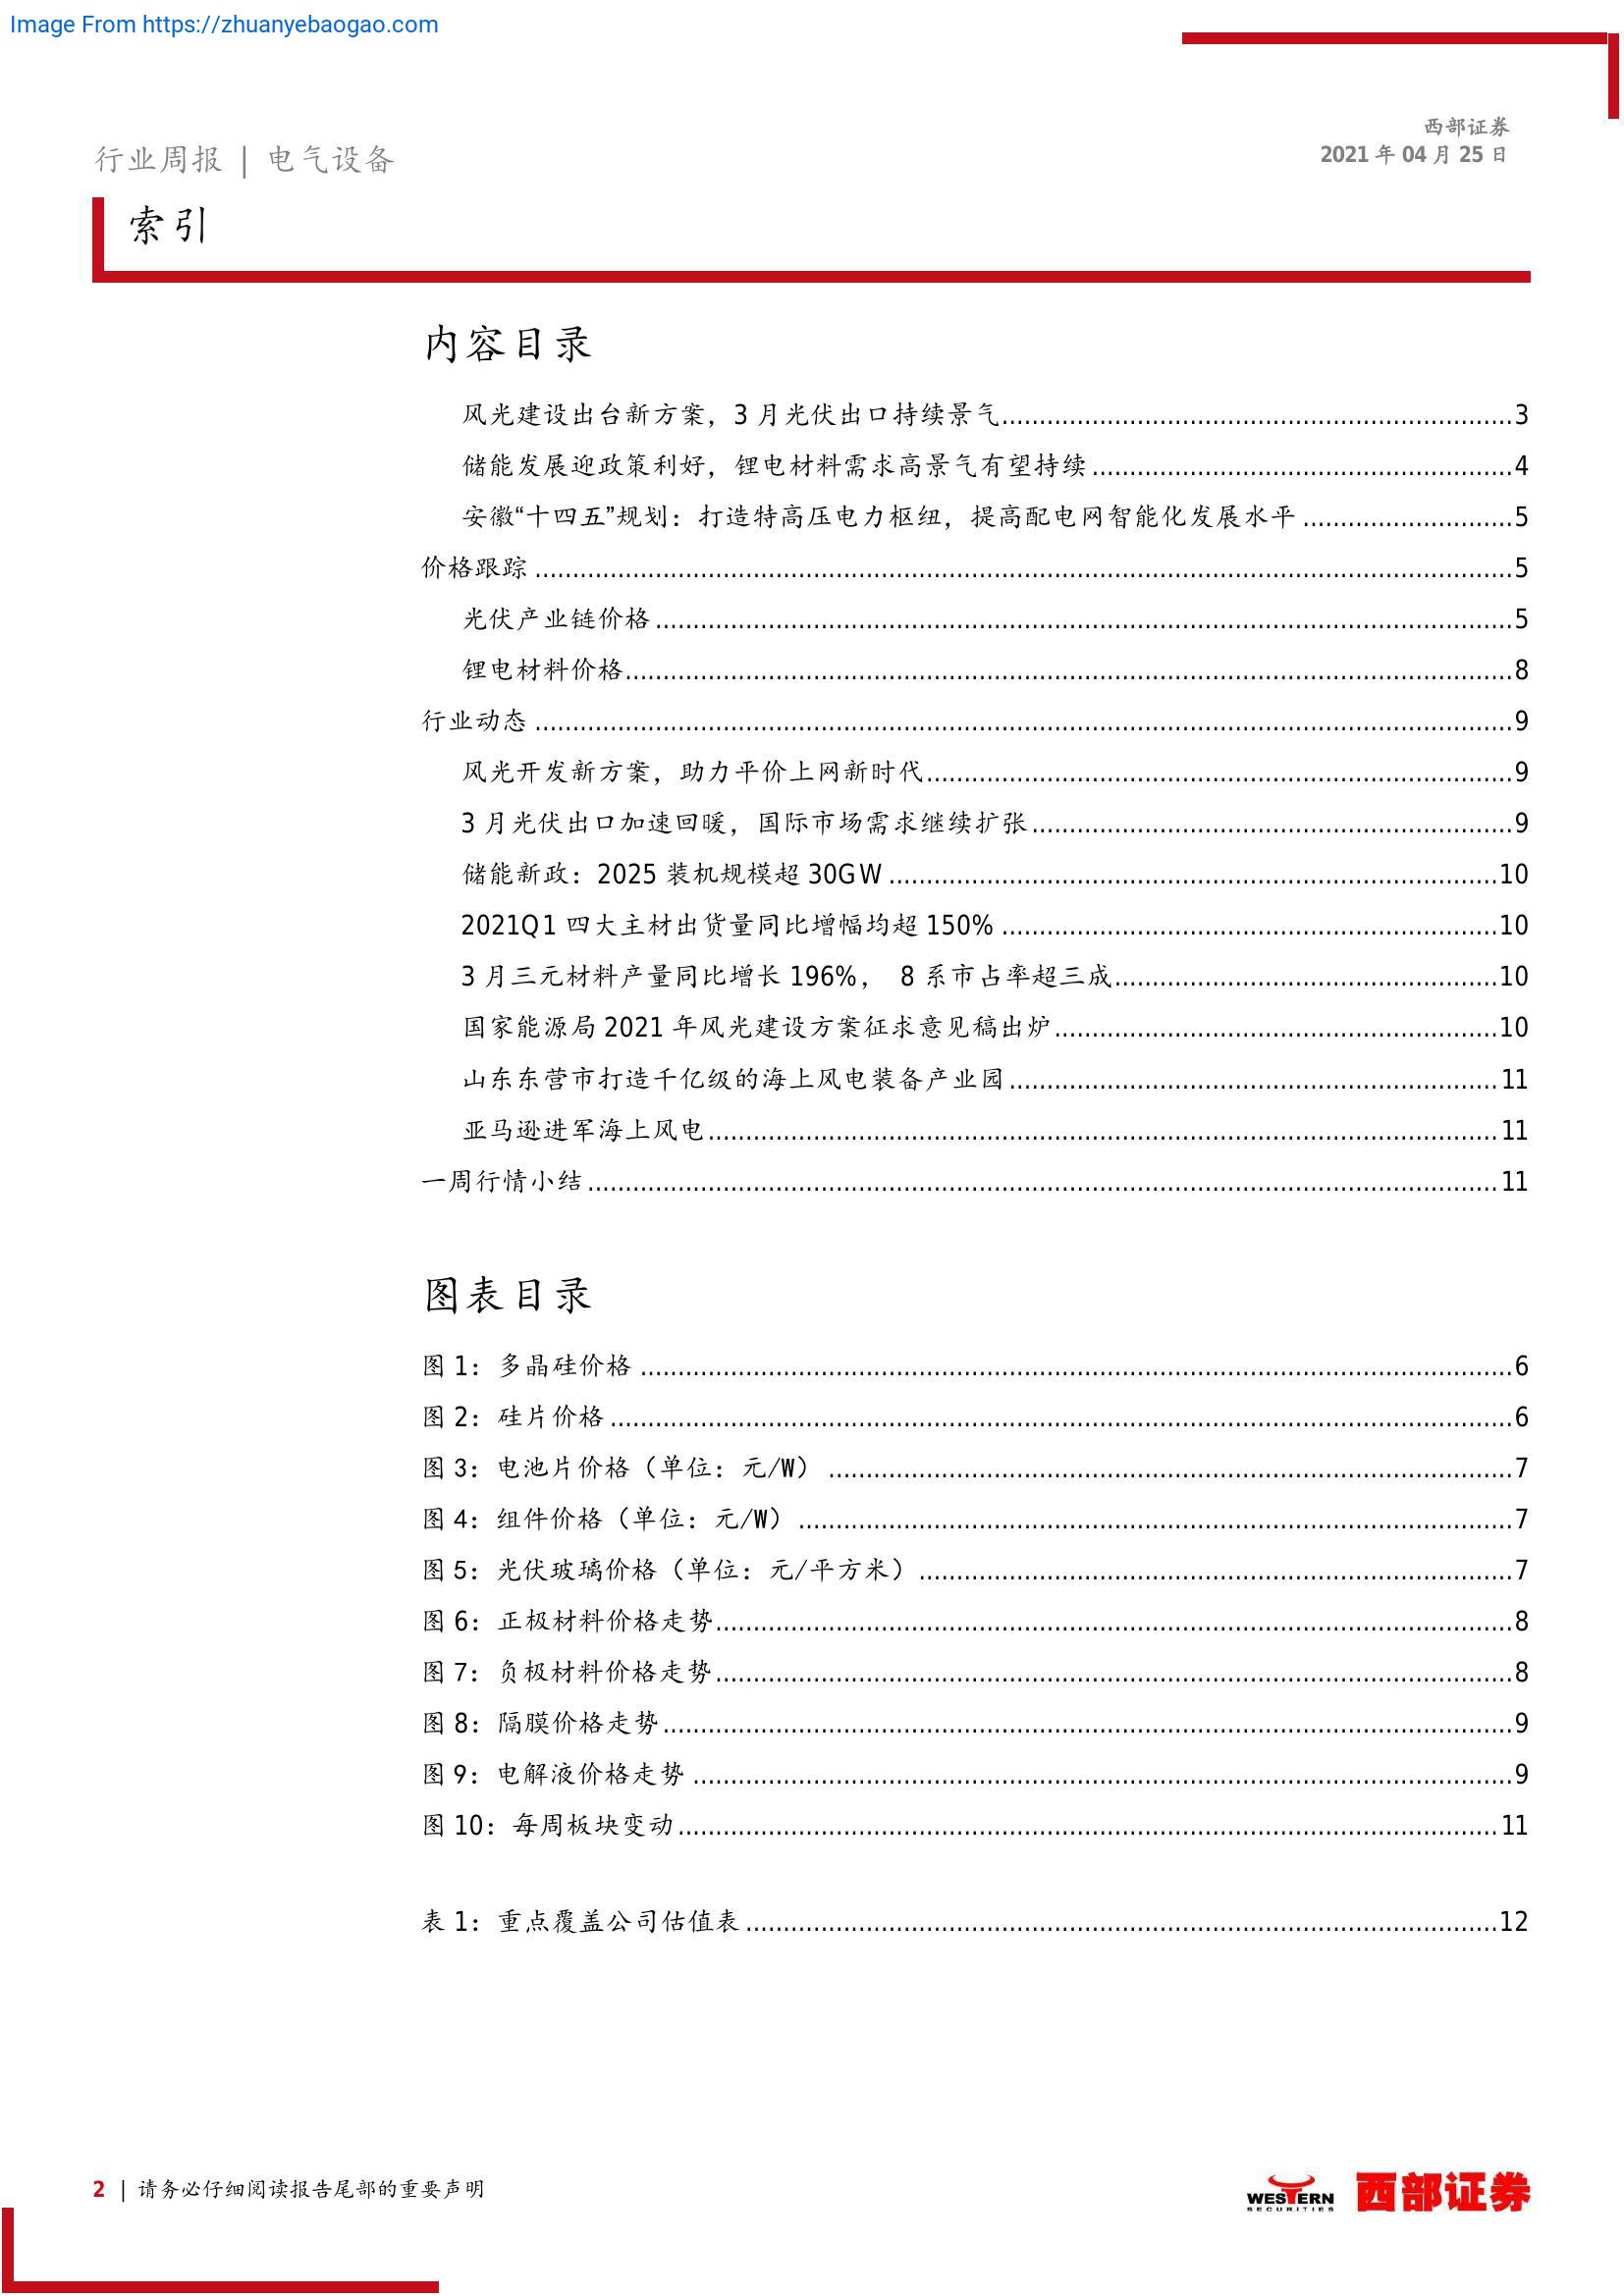 Image From https://zhuanyebaogao.com
西部证券
2021 年 04 月 25 日
行业周报 | 电气设备
索引
内容目录
风光建设出台新方案，3 月光伏出口持续景气....................3
储能发展迎政策利好，锂电材料需求高景气有望持续....................4
安徽“十四五”规划：打造特高压电力枢纽，提高配电网智能化发展水平....................5
价格跟踪....................5
光伏产业链价格....................5
锂电材料价格....................8
行业动态....................9
风光开发新方案，助力平价上网新时代....................9
3 月光伏出口加速回暖，国际市场需求继续扩张....................9
储能新政：2025 装机规模超 30GW....................10
2021Q1 四大主材出货量同比增幅均超 150%....................10
3 月三元材料产量同比增长 196%， 8 系市占率超三成....................10
国家能源局 2021 年风光建设方案征求意见稿出炉....................10
山东东营市打造千亿级的海上风电装备产业园....................11
亚马逊进军海上风电....................11
一周行情小结....................11
图表目录
图 1：多晶硅价格....................6
图 2：硅片价格....................6
图 3：电池片价格（单位：元/W）....................7
图 4：组件价格（单位：元/W）....................7
图 5：光伏玻璃价格（单位：元/平方米）....................7
图 6：正极材料价格走势....................8
图 7：负极材料价格走势....................8
图 8：隔膜价格走势....................9
图 9：电解液价格走势....................9
图 10：每周板块变动....................11
表 1：重点覆盖公司估值表....................12
2 | 请务必仔细阅读报告尾部的重要声明
WESTERN
SECURITIES
西部证券